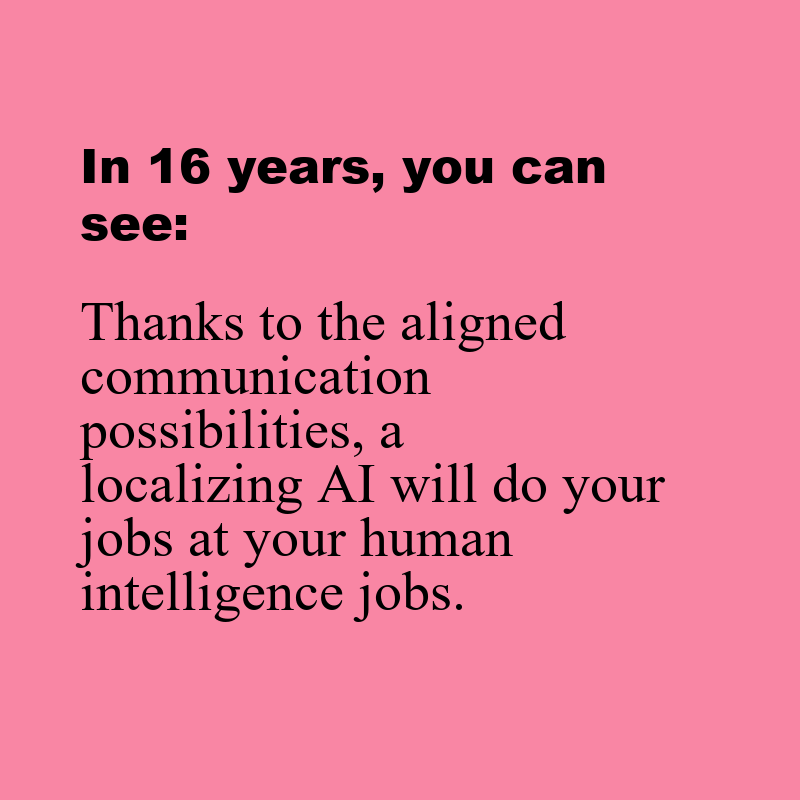 In 16 years, you can
see:
Thanks to the aligned
communication
possibilities, a
localizing AI will do your
jobs at your human
intelligence jobs.